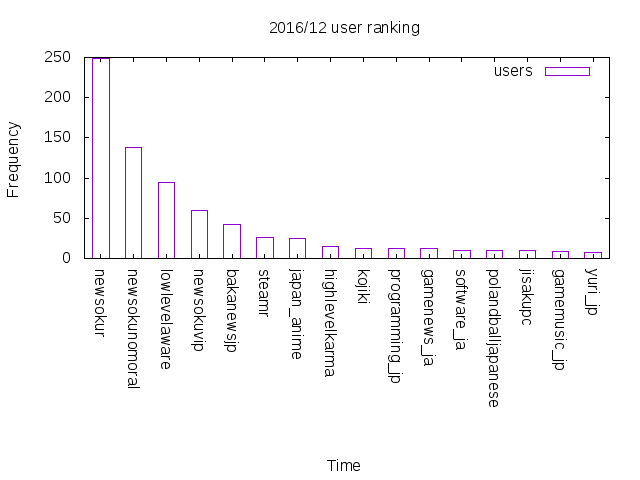 2016/12 user ranking
users
Frequency
250
200
150
100
50
0
newsokur
newsokunomoral
lowlevelaware
newsokuvip
bakanewsjp
steamr
japan_anime
highlevelkarma
kojiki
programming_jp
gamenews_ja
software_ja
polandballjapanese
jisakupc
gamemusic_jp
yuri_jp
Time